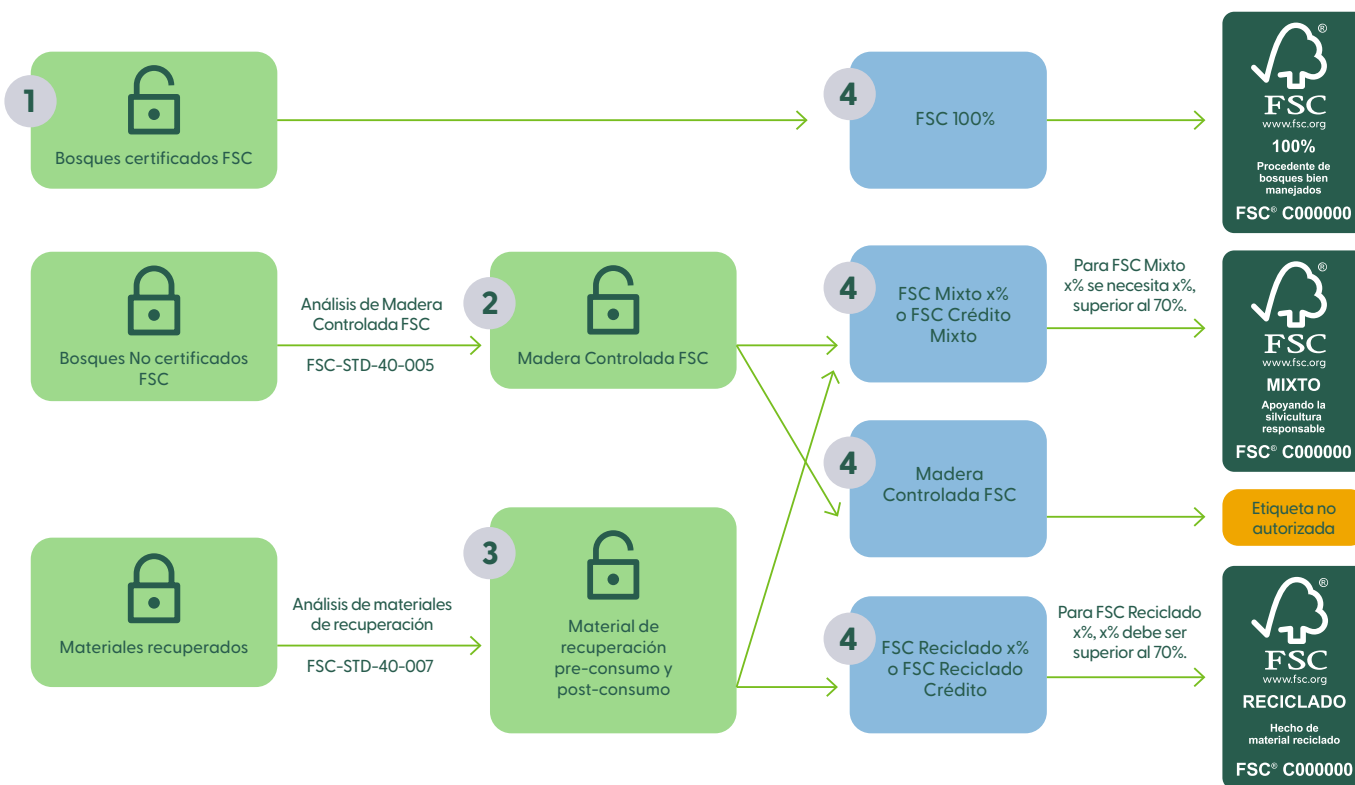 1
Bosques certificados FSC
4
FSC 100%
®
FSC
www.fsc.org
100%
Procedente de
bosques bien
manejados
FSC® C000000
Bosques No certificados
FSC
Análisis de Madera
Controlada FSC
FSC-STD-40-005
2
Madera Controlada FSC
4
FSC Mixto x%
o FSC Crédito
Mixto
Para FSC Mixto
x% se necesita x%,
superior al 70%.
®
FSC
www.fsc.org
MIXTO
Apoyando la
silvicultura
responsable
FSC® C000000
4
Madera
Controlada FSC
Etiqueta no
autorizada
Materiales recuperados
Análisis de materiales
de recuperación
FSC-STD-40-007
3
Material de
recuperación
pre-consumo y
post-consumo
4
FSC Reciclado x%
o FSC Reciclado
Crédito
Para FSC Reciclado
x%, x% debe ser
superior al 70%.
®
FSC
www.fsc.org
RECICLADO
Hecho de
material reciclado
FSC® C000000